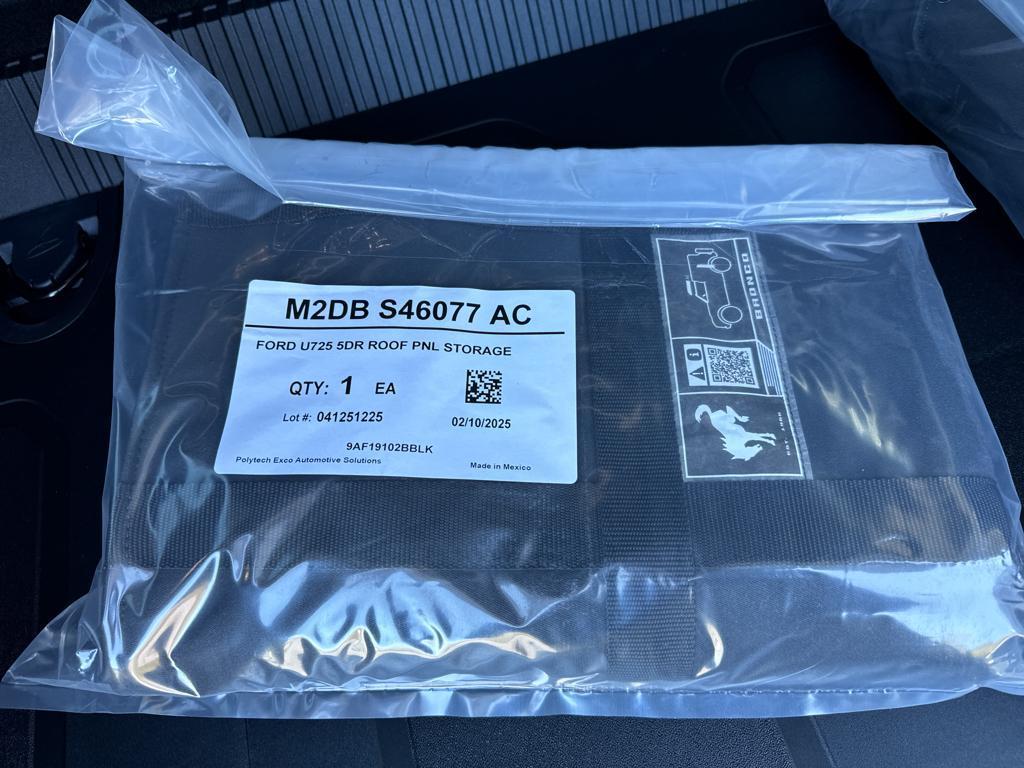 M2DB S46077 AC
FORD U725 5DR ROOF PNL STORAGE
QTY: 1 EA
Lot #: 041251225
02/10/2025
9AF19102BBLK
Polytech Exco Automotive Solutions
Made in Mexico
BRONCO